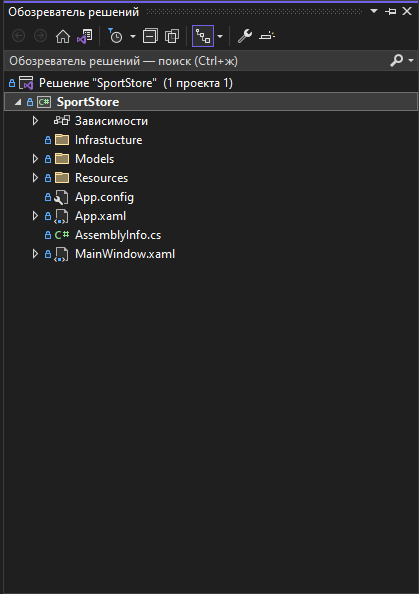 Обозреватель решений
Обозреватель решений — поиск (Ctrl+ж)
Решение "SportStore" (1 проекта 1)
C# SportStore
Зависимости
Infrastucture
Models
Resources
App.config
App.xaml
C# AssemblyInfo.cs
MainWindow.xaml